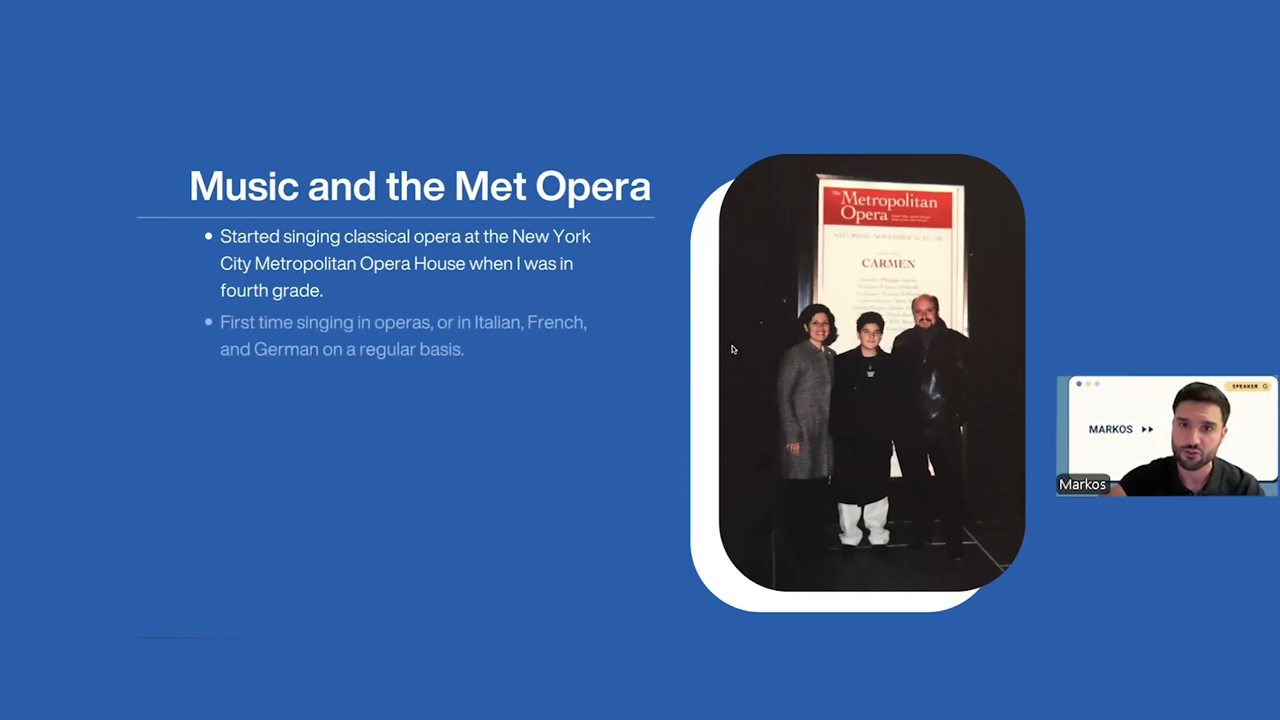 Music and the Met Opera
Started singing classical opera at the New York
City Metropolitan Opera House when I was in
fourth grade.
First time singing in operas, or in Italian, French,
and German on a regular basis.
The
Metropolitan
Opera
CARMEN
SPEAKER
MARKOS
Markos